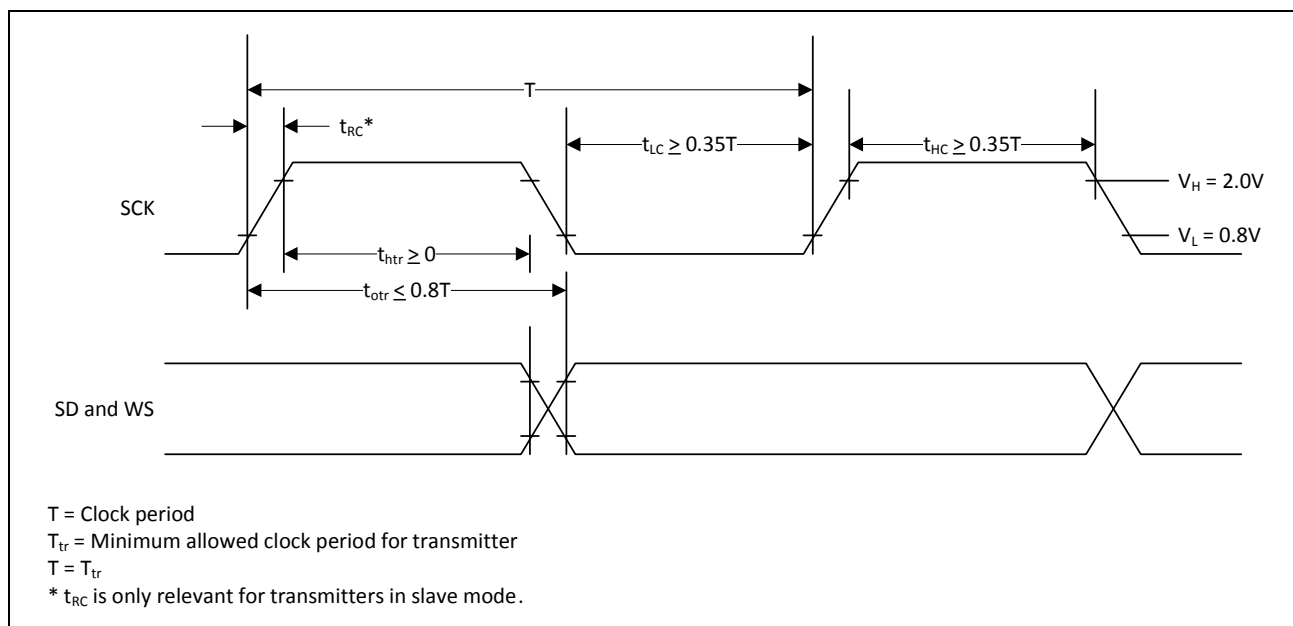 T
t_RC*
t_LC ≥ 0.35T
t_HC ≥ 0.35T
V_H = 2.0V
SCK
V_L = 0.8V
t_htr ≥ 0
t_otr ≤ 0.8T
SD and WS
T = Clock period
T_tr = Minimum allowed clock period for transmitter
T = T_tr
* t_RC is only relevant for transmitters in slave mode.